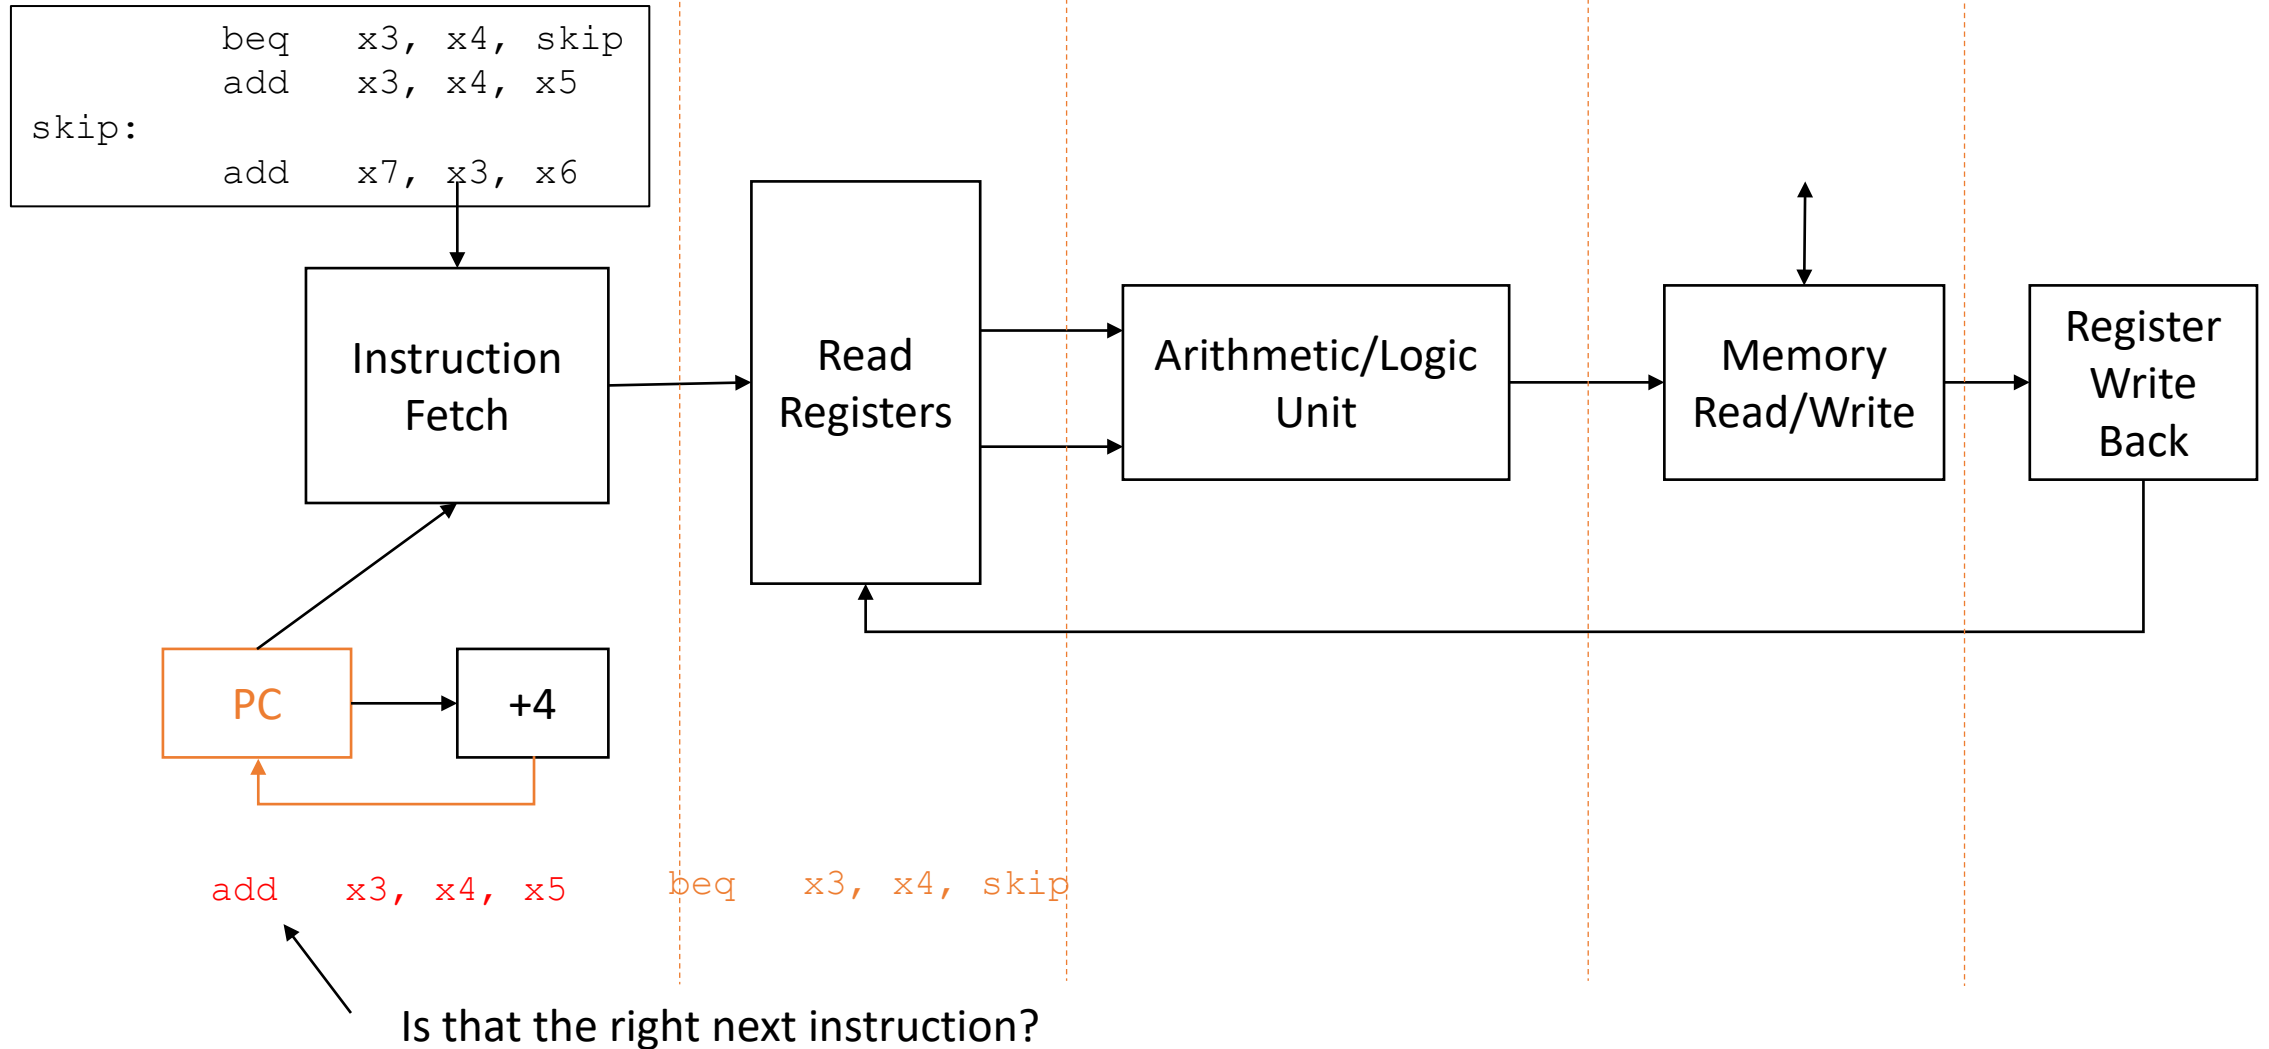 beq x3, x4, skip
add x3, x4, x5
skip:
add x7, x3, x6
Instruction
Fetch
Read
Registers
Arithmetic/Logic
Unit
Memory
Read/Write
Register
Write
Back
PC
+4
add x3, x4, x5
beq x3, x4, skip
Is that the right next instruction?